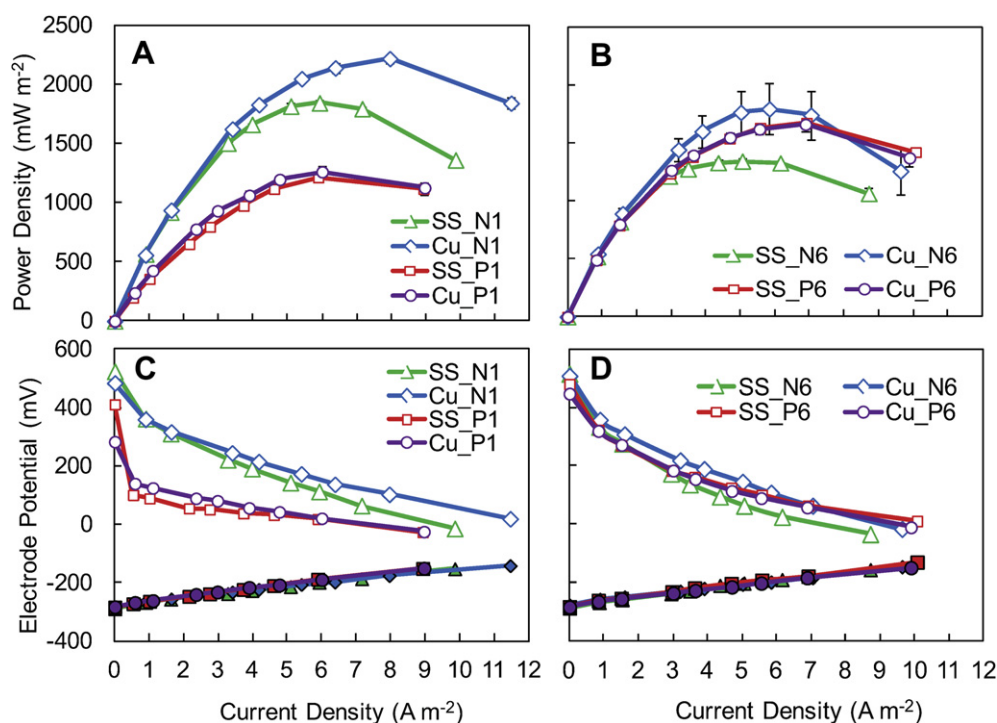 A
Power Density (mW m-2)
2500
2000
1500
1000
500
0
SS_N1
Cu_N1
SS_P1
Cu_P1
B
SS_N6 Cu_N6
SS_P6 Cu_P6
C
Electrode Potential (mV)
600
400
200
0
-200
-400
SS_N1
Cu_N1
SS_P1
Cu_P1
0 1 2 3 4 5 6 7 8 9 10 11 12
Current Density (A m-2)
D
SS_N6 Cu_N6
SS_P6 Cu_P6
0 1 2 3 4 5 6 7 8 9 10 11 12
Current Density (A m-2)